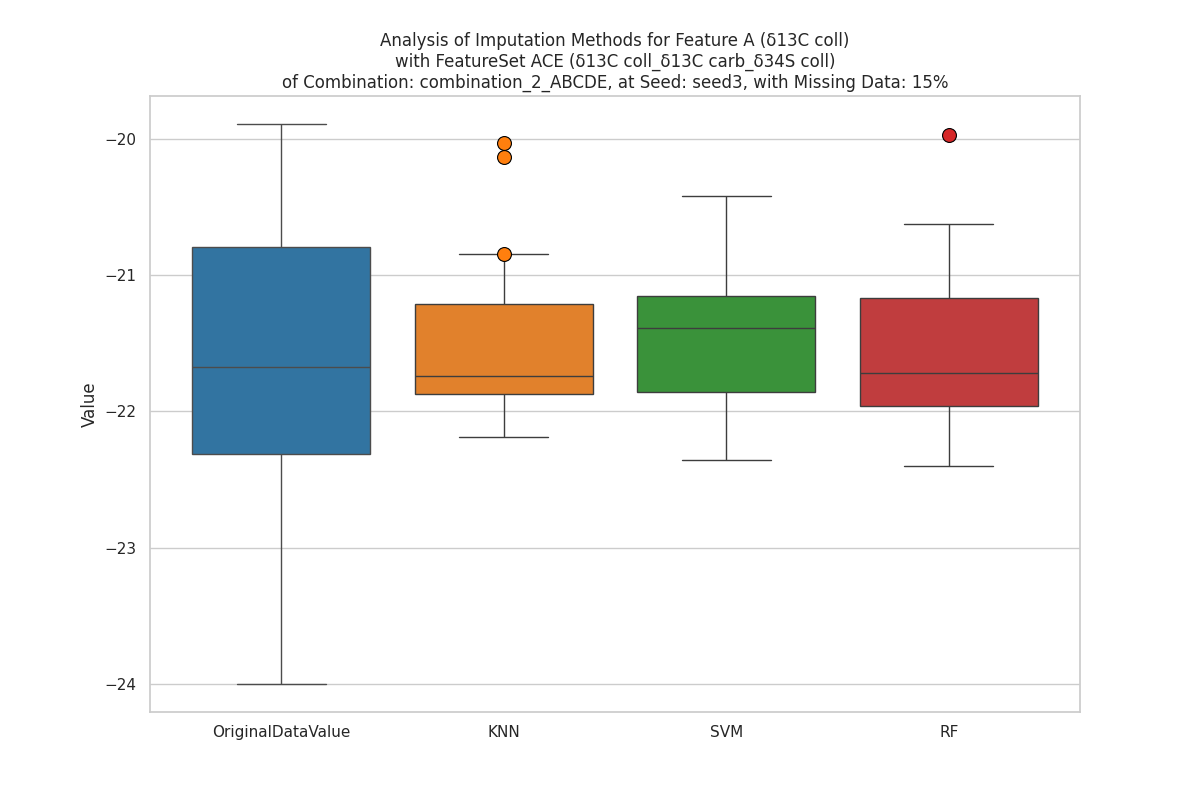 Analysis of Imputation Methods for Feature A (δ13C coll)
with FeatureSet ACE (δ13C coll_δ13C carb_δ34S coll)
of Combination: combination_2_ABCDE, at Seed: seed3, with Missing Data: 15%
−20
−21
−22
−23
−24
Value
OriginalDataValue
KNN
SVM
RF